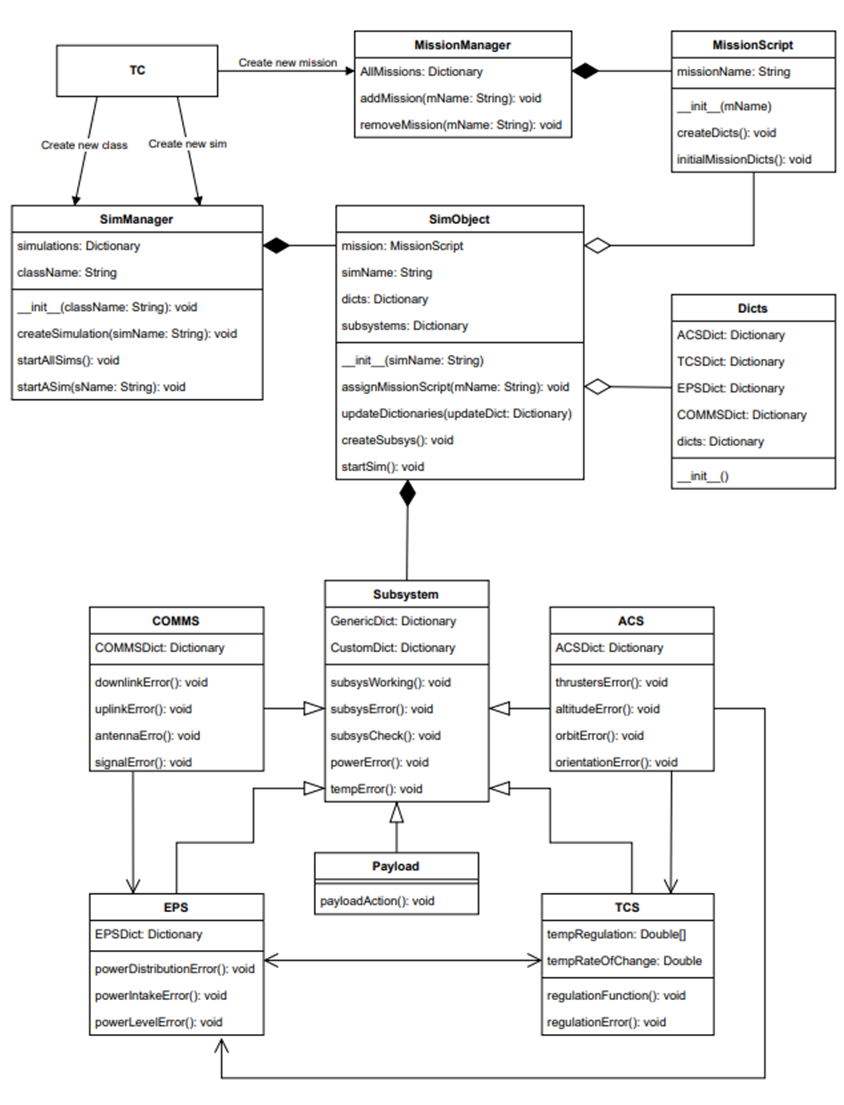 TC
Create new mission
Create new class
Create new sim
MissionManager
AllMissions: Dictionary
addMission(mName: String): void
removeMission(mName: String): void
MissionScript
missionName: String
__init__(mName)
createDicts(): void
initialMissionDicts(): void
SimManager
simulations: Dictionary
className: String
__init__(className: String): void
createSimulation(simName: String): void
startAllSims(): void
startASim(sName: String): void
SimObject
mission: MissionScript
simName: String
dicts: Dictionary
subsystems: Dictionary
__init__(simName: String)
assignMissionScript(mName: String): void
updateDictionaries(updateDict: Dictionary)
createSubsys(): void
startSim(): void
Dicts
ACSDict: Dictionary
TCSDict: Dictionary
EPSDict: Dictionary
COMMSDict: Dictionary
dicts: Dictionary
__init__()
COMMS
COMMSDict: Dictionary
downlinkError(): void
uplinkError(): void
antennaErro(): void
signalError(): void
Subsystem
GenericDict: Dictionary
CustomDict: Dictionary
subsysWorking(): void
subsysError(): void
subsysCheck(): void
powerError(): void
tempError(): void
ACS
ACSDict: Dictionary
thrustersError(): void
altitudeError(): void
orbitError(): void
orientationError(): void
Payload
payloadAction(): void
EPS
EPSDict: Dictionary
powerDistributionError(): void
powerIntakeError(): void
powerLevelError(): void
TCS
tempRegulation: Double[]
tempRateOfChange: Double
regulationFunction(): void
regulationError(): void